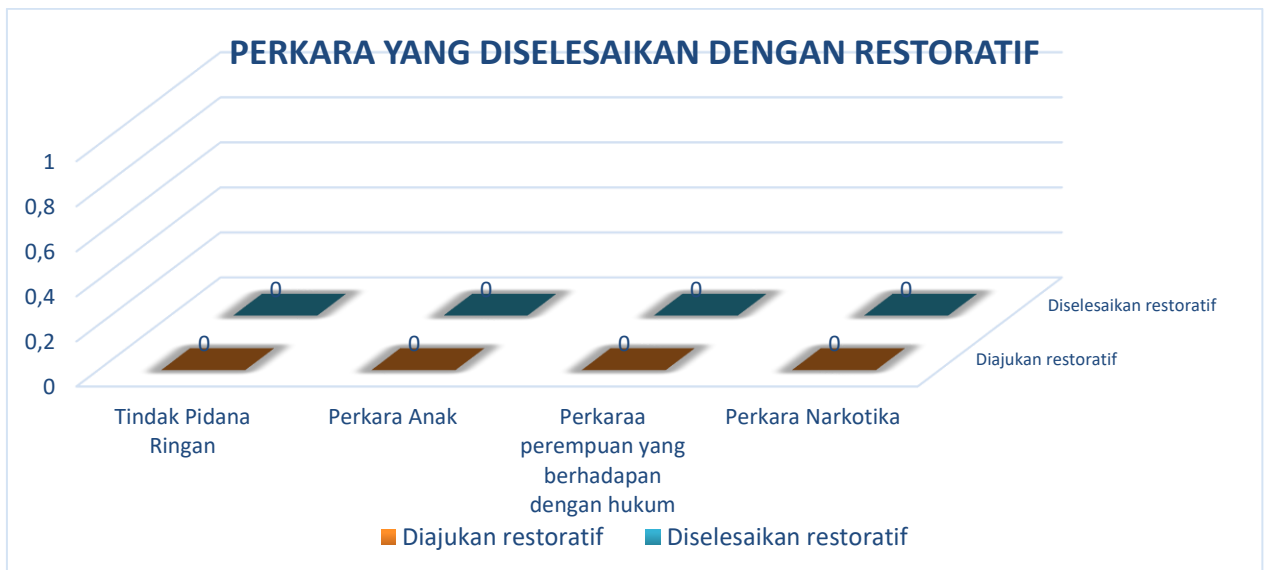 PERKARA YANG DISELESAIKAN DENGAN RESTORATIF
1
0,8
0,6
0,4
0,2
0
0 0 0 0
0 0 0 0
Diselesaikan restoratif
Diajukan restoratif
Tindak Pidana
Ringan
Perkara Anak
Perkaraa
perempuan yang
berhadapan
dengan hukum
Perkara Narkotika
Diajukan restoratif Diselesaikan restoratif